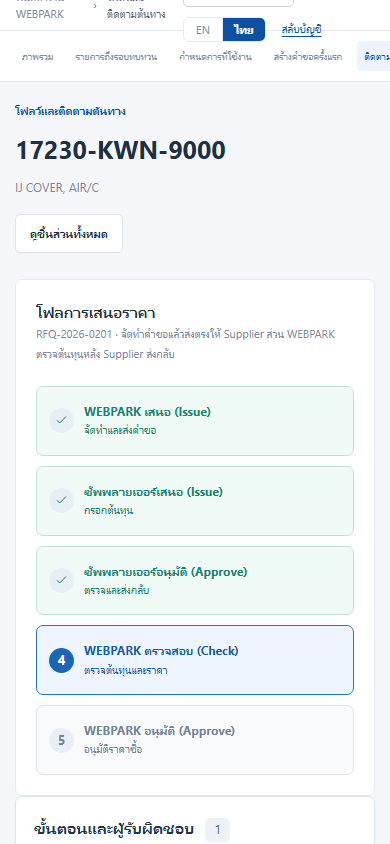 WEBPARK
›
ติดตามต้นทาง
EN
ไทย
สลับบัญชี
ภาพรวม
รายการถึงรอบทบทวน
กำหนดการที่ใช้งาน
สร้างคำขอครั้งแรก
โฟลว์และติดตามต้นทาง
17230-KWN-9000
IJ COVER, AIR/C
ดูชิ้นส่วนทั้งหมด
โฟลการเสนอราคา
RFQ-2026-0201 · จัดทำคำขอแล้วส่งตรงให้ Supplier ส่วน WEBPARK
ตรวจต้นทุนหลัง Supplier ส่งกลับ
WEBPARK เสนอ (Issue)
จัดทำและส่งคำขอ
ซัพพลายเออร์เสนอ (Issue)
กรอกต้นทุน
ซัพพลายเออร์อนุมัติ (Approve)
ตรวจและส่งกลับ
4
WEBPARK ตรวจสอบ (Check)
ตรวจต้นทุนและราคา
5
WEBPARK อนุมัติ (Approve)
อนุมัติราคาซื้อ
ขั้นตอนและผู้รับผิดชอบ
1